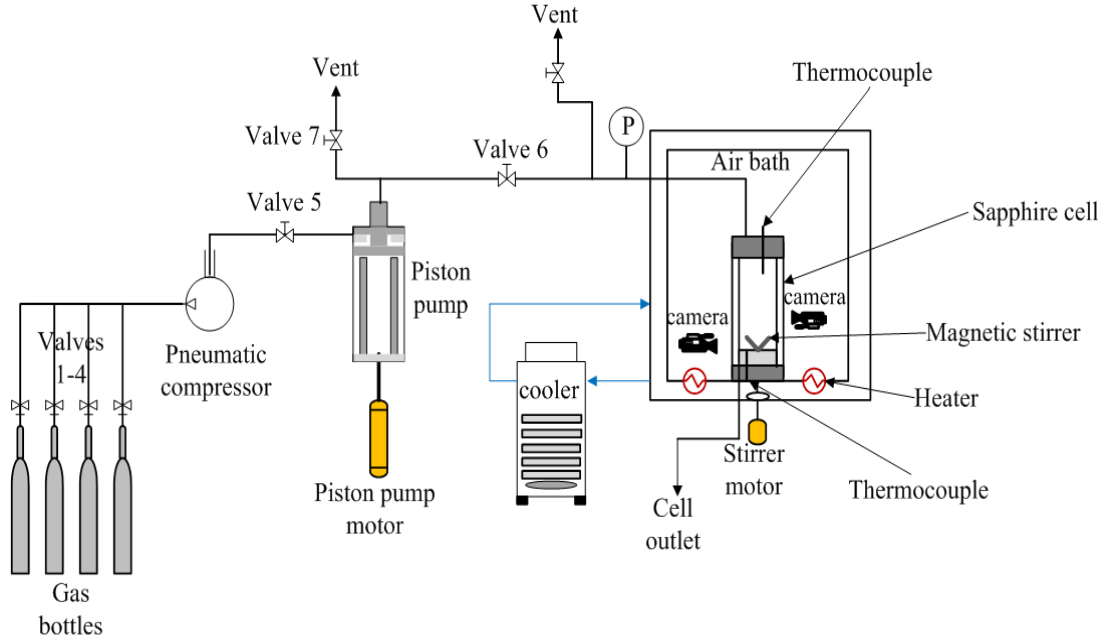 Vent
Vent
Thermocouple
Valve 7
P
Valve 6
Air bath
Valve 5
Sapphire cell
Piston
pump
camera
camera
Magnetic stirrer
Valves
1-4
Pneumatic
compressor
cooler
Heater
Stirrer
motor
Thermocouple
Piston pump
motor
Cell
outlet
Gas
bottles